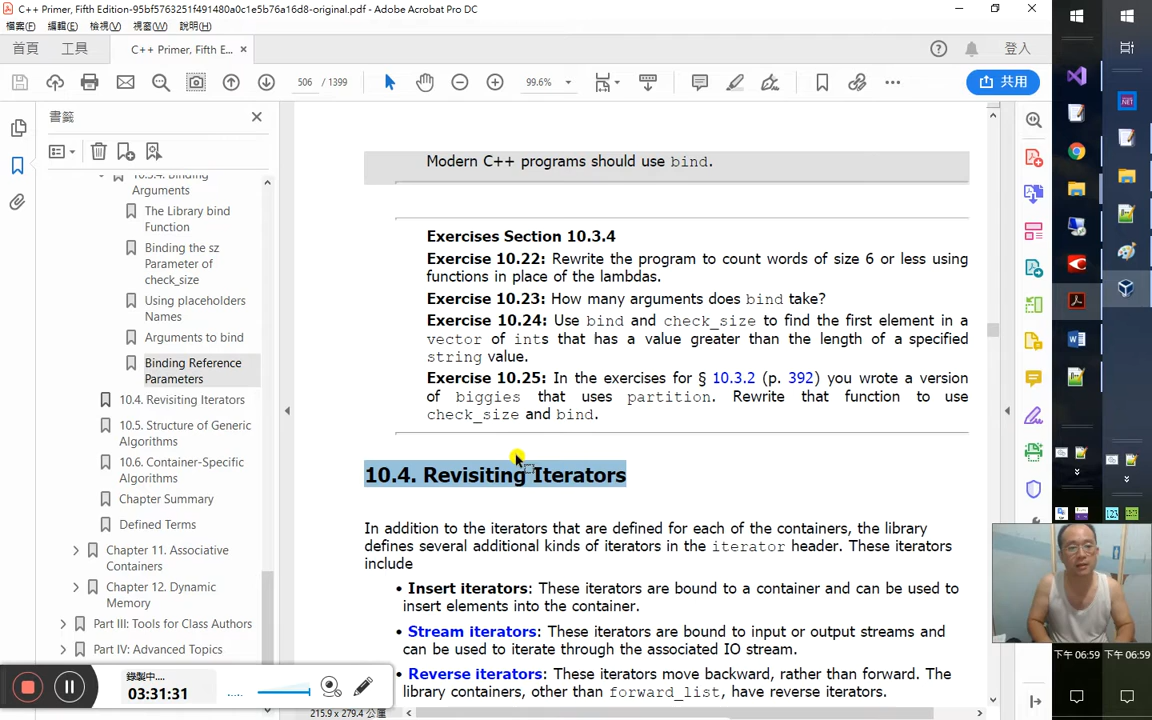 C++ Primer, Fifth Edition-95bf5763251f491480a0c1e5b76a16d8-original.pdf - Adobe Acrobat Pro DC
檔案(F) 編輯(E) 檢視(V) 視窗(W) 說明(H)
首頁 工具 C++ Primer, Fifth E... × 登入
506 / 1399 99.6% 共用
書籤
10.3.4. Binding
Arguments
The Library bind
Function
Binding the sz
Parameter of
check_size
Using placeholders
Names
Arguments to bind
Binding Reference
Parameters
10.4. Revisiting Iterators
10.5. Structure of Generic
Algorithms
10.6. Container-Specific
Algorithms
Chapter Summary
Defined Terms
Chapter 11. Associative
Containers
Chapter 12. Dynamic
Memory
Part III: Tools for Class Authors
Part IV: Advanced Topics
Modern C++ programs should use bind.
Exercises Section 10.3.4
Exercise 10.22: Rewrite the program to count words of size 6 or less using
functions in place of the lambdas.
Exercise 10.23: How many arguments does bind take?
Exercise 10.24: Use bind and check_size to find the first element in a
vector of ints that has a value greater than the length of a specified
string value.
Exercise 10.25: In the exercises for § 10.3.2 (p. 392) you wrote a version
of biggies that uses partition. Rewrite that function to use
check_size and bind.
10.4. Revisiting Iterators
In addition to the iterators that are defined for each of the containers, the library
defines several additional kinds of iterators in the iterator header. These iterators
include
• Insert iterators: These iterators are bound to a container and can be used to
insert elements into the container.
• Stream iterators: These iterators are bound to input or output streams and
can be used to iterate through the associated IO stream.
• Reverse iterators: These iterators move backward, rather than forward. The
library containers, other than forward_list, have reverse iterators.
215.9 x 279.4 公釐
錄製中...
03:31:31
下午 06:59 下午 06:59